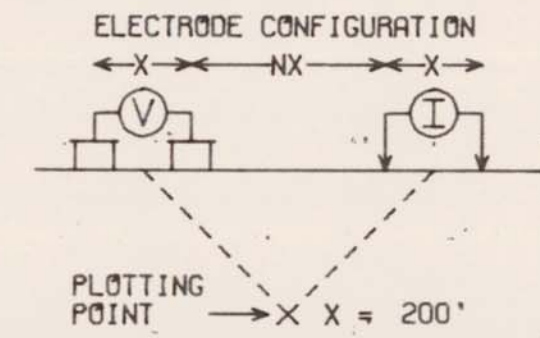 ELECTRODE CONFIGURATION
X NX X
V I
PLOTTING
POINT X X = 200'